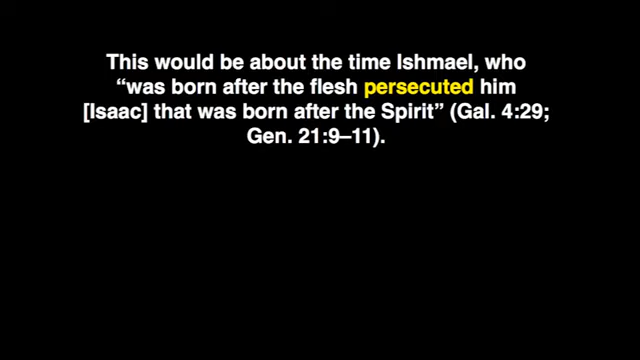 This would be about the time Ishmael, who
“was born after the flesh persecuted him
[Isaac] that was born after the Spirit” (Gal. 4:29;
Gen. 21:9–11).